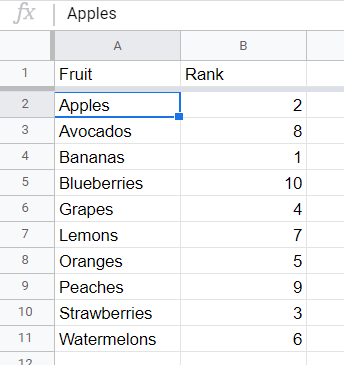 fx Apples
A B
1 Fruit Rank
2 Apples 2
3 Avocados 8
4 Bananas 1
5 Blueberries 10
6 Grapes 4
7 Lemons 7
8 Oranges 5
9 Peaches 9
10 Strawberries 3
11 Watermelons 6
12